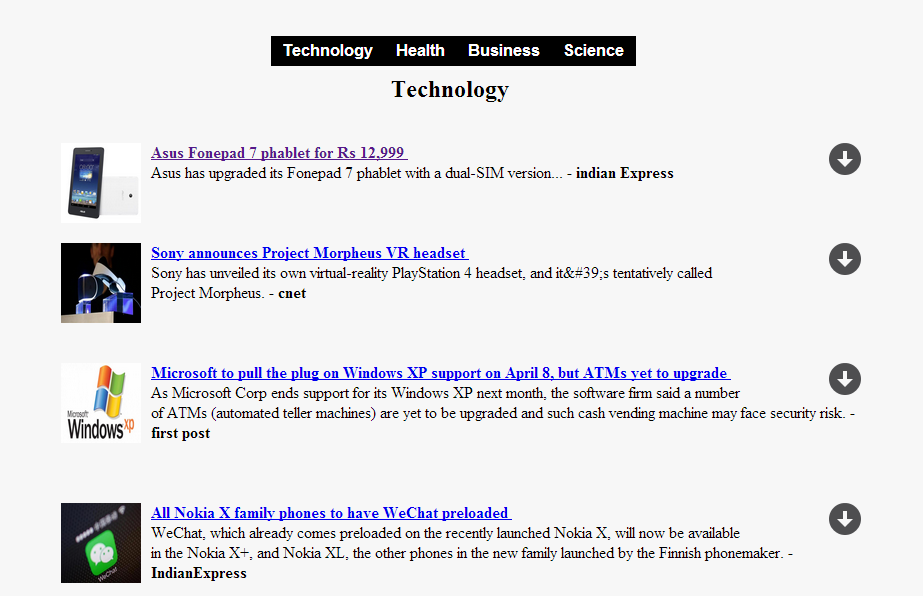 Technology Health Business Science
Technology
Asus Fonepad 7 phablet for Rs 12,999
Asus has upgraded its Fonepad 7 phablet with a dual-SIM version... - indian Express
Sony announces Project Morpheus VR headset
Sony has unveiled its own virtual-reality PlayStation 4 headset, and it&#39;s tentatively called
Project Morpheus. - cnet
Microsoft to pull the plug on Windows XP support on April 8, but ATMs yet to upgrade
As Microsoft Corp ends support for its Windows XP next month, the software firm said a number
of ATMs (automated teller machines) are yet to be upgraded and such cash vending machine may face security risk. -
first post
Microsoft
Windows xp
All Nokia X family phones to have WeChat preloaded
WeChat, which already comes preloaded on the recently launched Nokia X, will now be available
in the Nokia X+, and Nokia XL, the other phones in the new family launched by the Finnish phonemaker. -
IndianExpress
WeChat